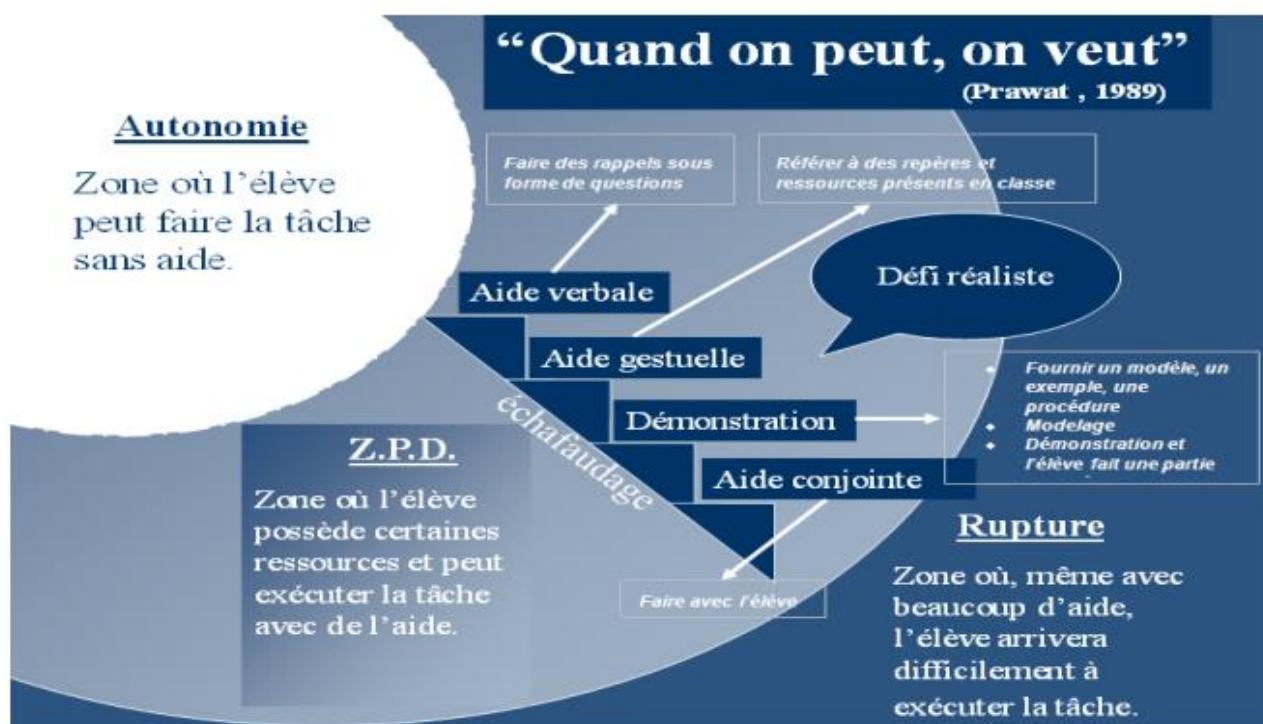 “Quand on peut, on veut”
(Prawat , 1989)
Autonomie
Zone où l’élève
peut faire la tâche
sans aide.
Faire des rappels sous
forme de questions
Référer à des repères et
ressources présents en classe
Défi réaliste
Aide verbale
Aide gestuelle
Démonstration
Aide conjointe
échafaudage
Fournir un modèle, un
exemple, une
procédure
Modelage
Démonstration et
l'élève fait une partie
Faire avec l'élève
Z.P.D.
Zone où l’élève
possède certaines
ressources et peut
exécuter la tâche
avec de l’aide.
Rupture
Zone où, même avec
beaucoup d’aide,
l’élève arrivera
difficilement à
exécuter la tâche.